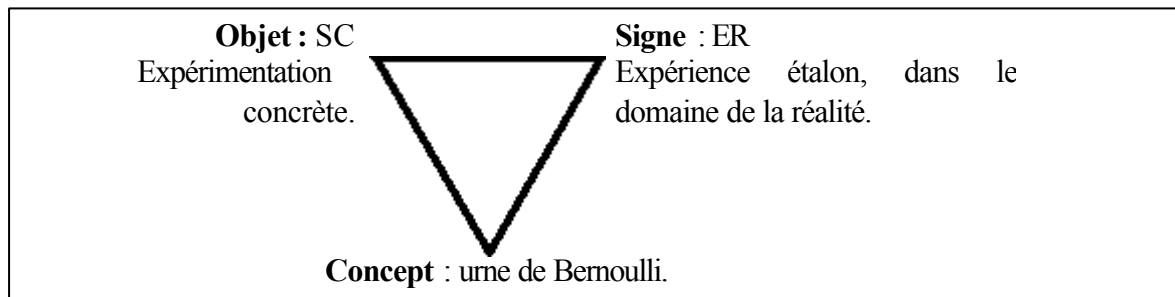 Objet : SC
Expérimentation
concrète.
Signe : ER
Expérience étalon, dans le
domaine de la réalité.
Concept : urne de Bernoulli.